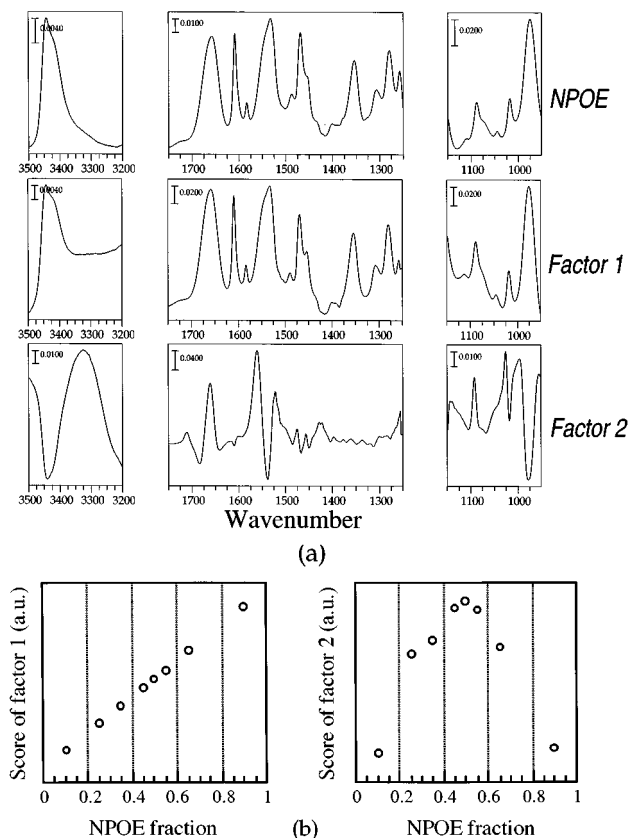 0.0040
0.0100
0.0200
NPOE
3500 3400 3300 3200
1700 1600 1500 1400 1300
1100 1000
0.0040
0.0200
0.0200
Factor 1
3500 3400 3300 3200
1700 1600 1500 1400 1300
1100 1000
0.0100
0.0400
0.0100
Factor 2
3500 3400 3300 3200
1700 1600 1500 1400 1300
1100 1000
Wavenumber
(a)
Score of factor 1 (a.u.)
0 0.2 0.4 0.6 0.8 1
NPOE fraction
Score of factor 2 (a.u.)
0 0.2 0.4 0.6 0.8 1
NPOE fraction
(b)